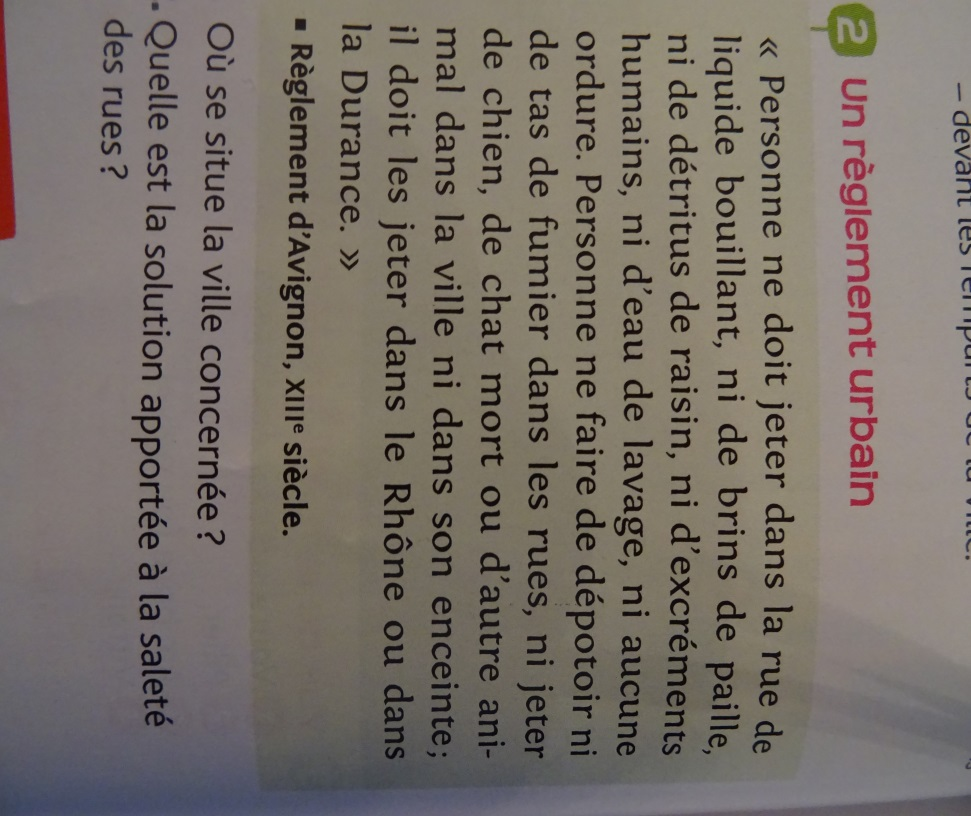 – devant les remparts de la ville.
2 Un règlement urbain
« Personne ne doit jeter dans la rue de
liquide bouillant, ni de brins de paille,
ni de détritus de raisin, ni d'excréments
humains, ni d'eau de lavage, ni aucune
ordure. Personne ne faire de dépotoir ni
de tas de fumier dans les rues, ni jeter
de chien, de chat mort ou d'autre ani-
mal dans la ville ni dans son enceinte;
il doit les jeter dans le Rhône ou dans
la Durance. »
▪ Règlement d'Avignon, XIIIe siècle.
Où se situe la ville concernée ?
. Quelle est la solution apportée à la saleté
des rues ?